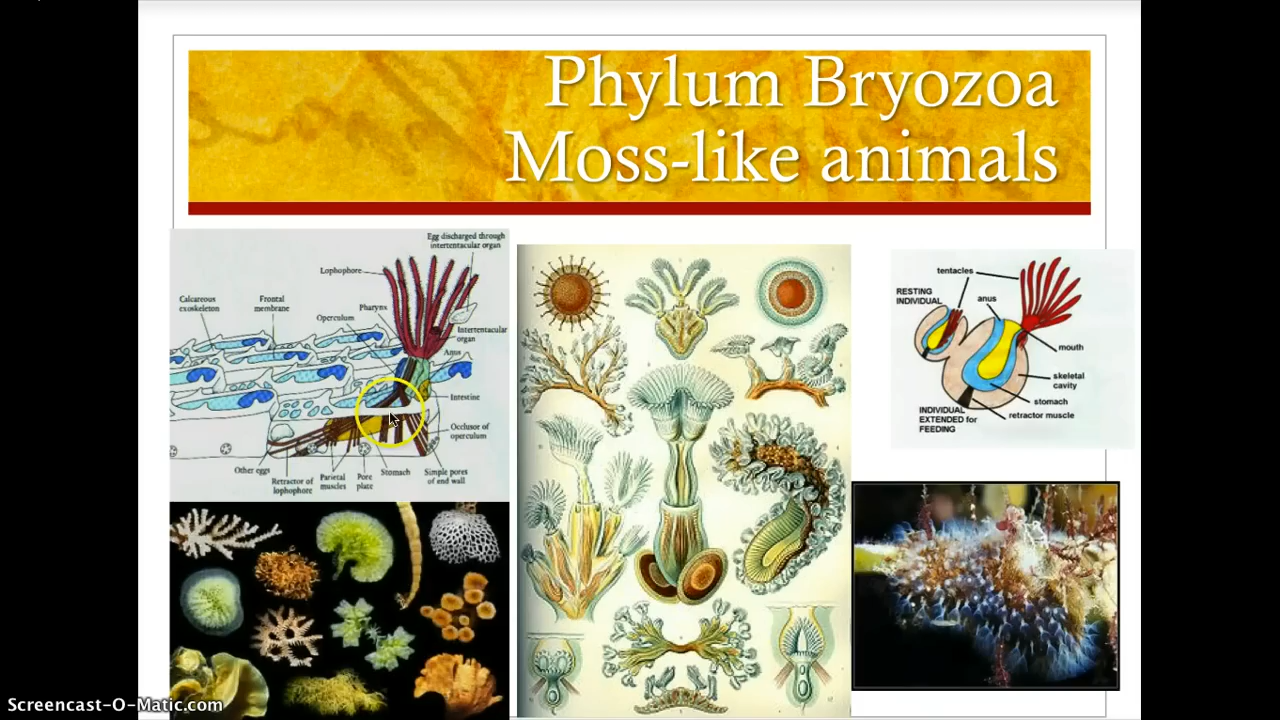 Phylum Bryozoa
Moss-like animals
Egg discharged through
intertentacular organ
Lophophore
Calcareous
exoskeleton
Frontal
membrane
Pharynx
Operculum
Intertentacular
organ
Anus
Intestine
Occlusor of
operculum
Other eggs
Retractor of
lophophore
Parietal
muscles
Pore
plate
Stomach
Simple pores
of end wall
tentacles
RESTING
INDIVIDUAL
anus
mouth
skeletal
cavity
stomach
retractor muscle
INDIVIDUAL
EXTENDED for
FEEDING
Screencast-O-Matic.com